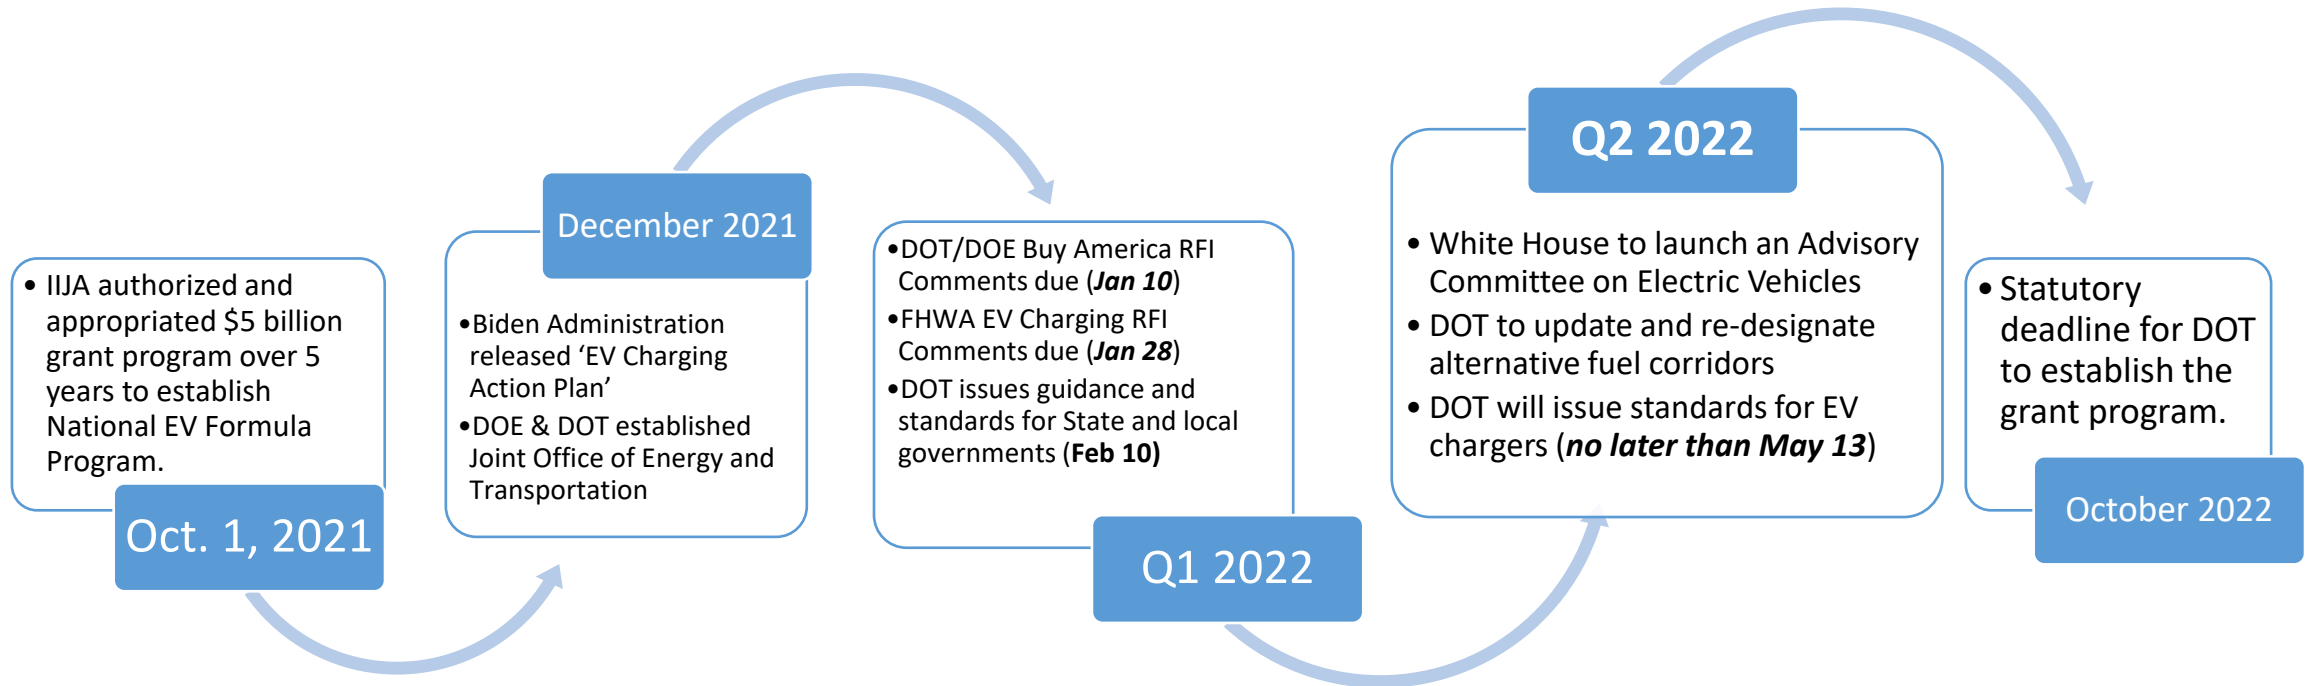 • IIJA authorized and
appropriated $5 billion
grant program over 5
years to establish
National EV Formula
Program.
Oct. 1, 2021
December 2021
•Biden Administration
released ‘EV Charging
Action Plan’
•DOE & DOT established
Joint Office of Energy and
Transportation
•DOT/DOE Buy America RFI
Comments due (Jan 10)
•FHWA EV Charging RFI
Comments due (Jan 28)
•DOT issues guidance and
standards for State and local
governments (Feb 10)
Q1 2022
Q2 2022
• White House to launch an Advisory
Committee on Electric Vehicles
• DOT to update and re-designate
alternative fuel corridors
• DOT will issue standards for EV
chargers (no later than May 13)
• Statutory
deadline for DOT
to establish the
grant program.
October 2022